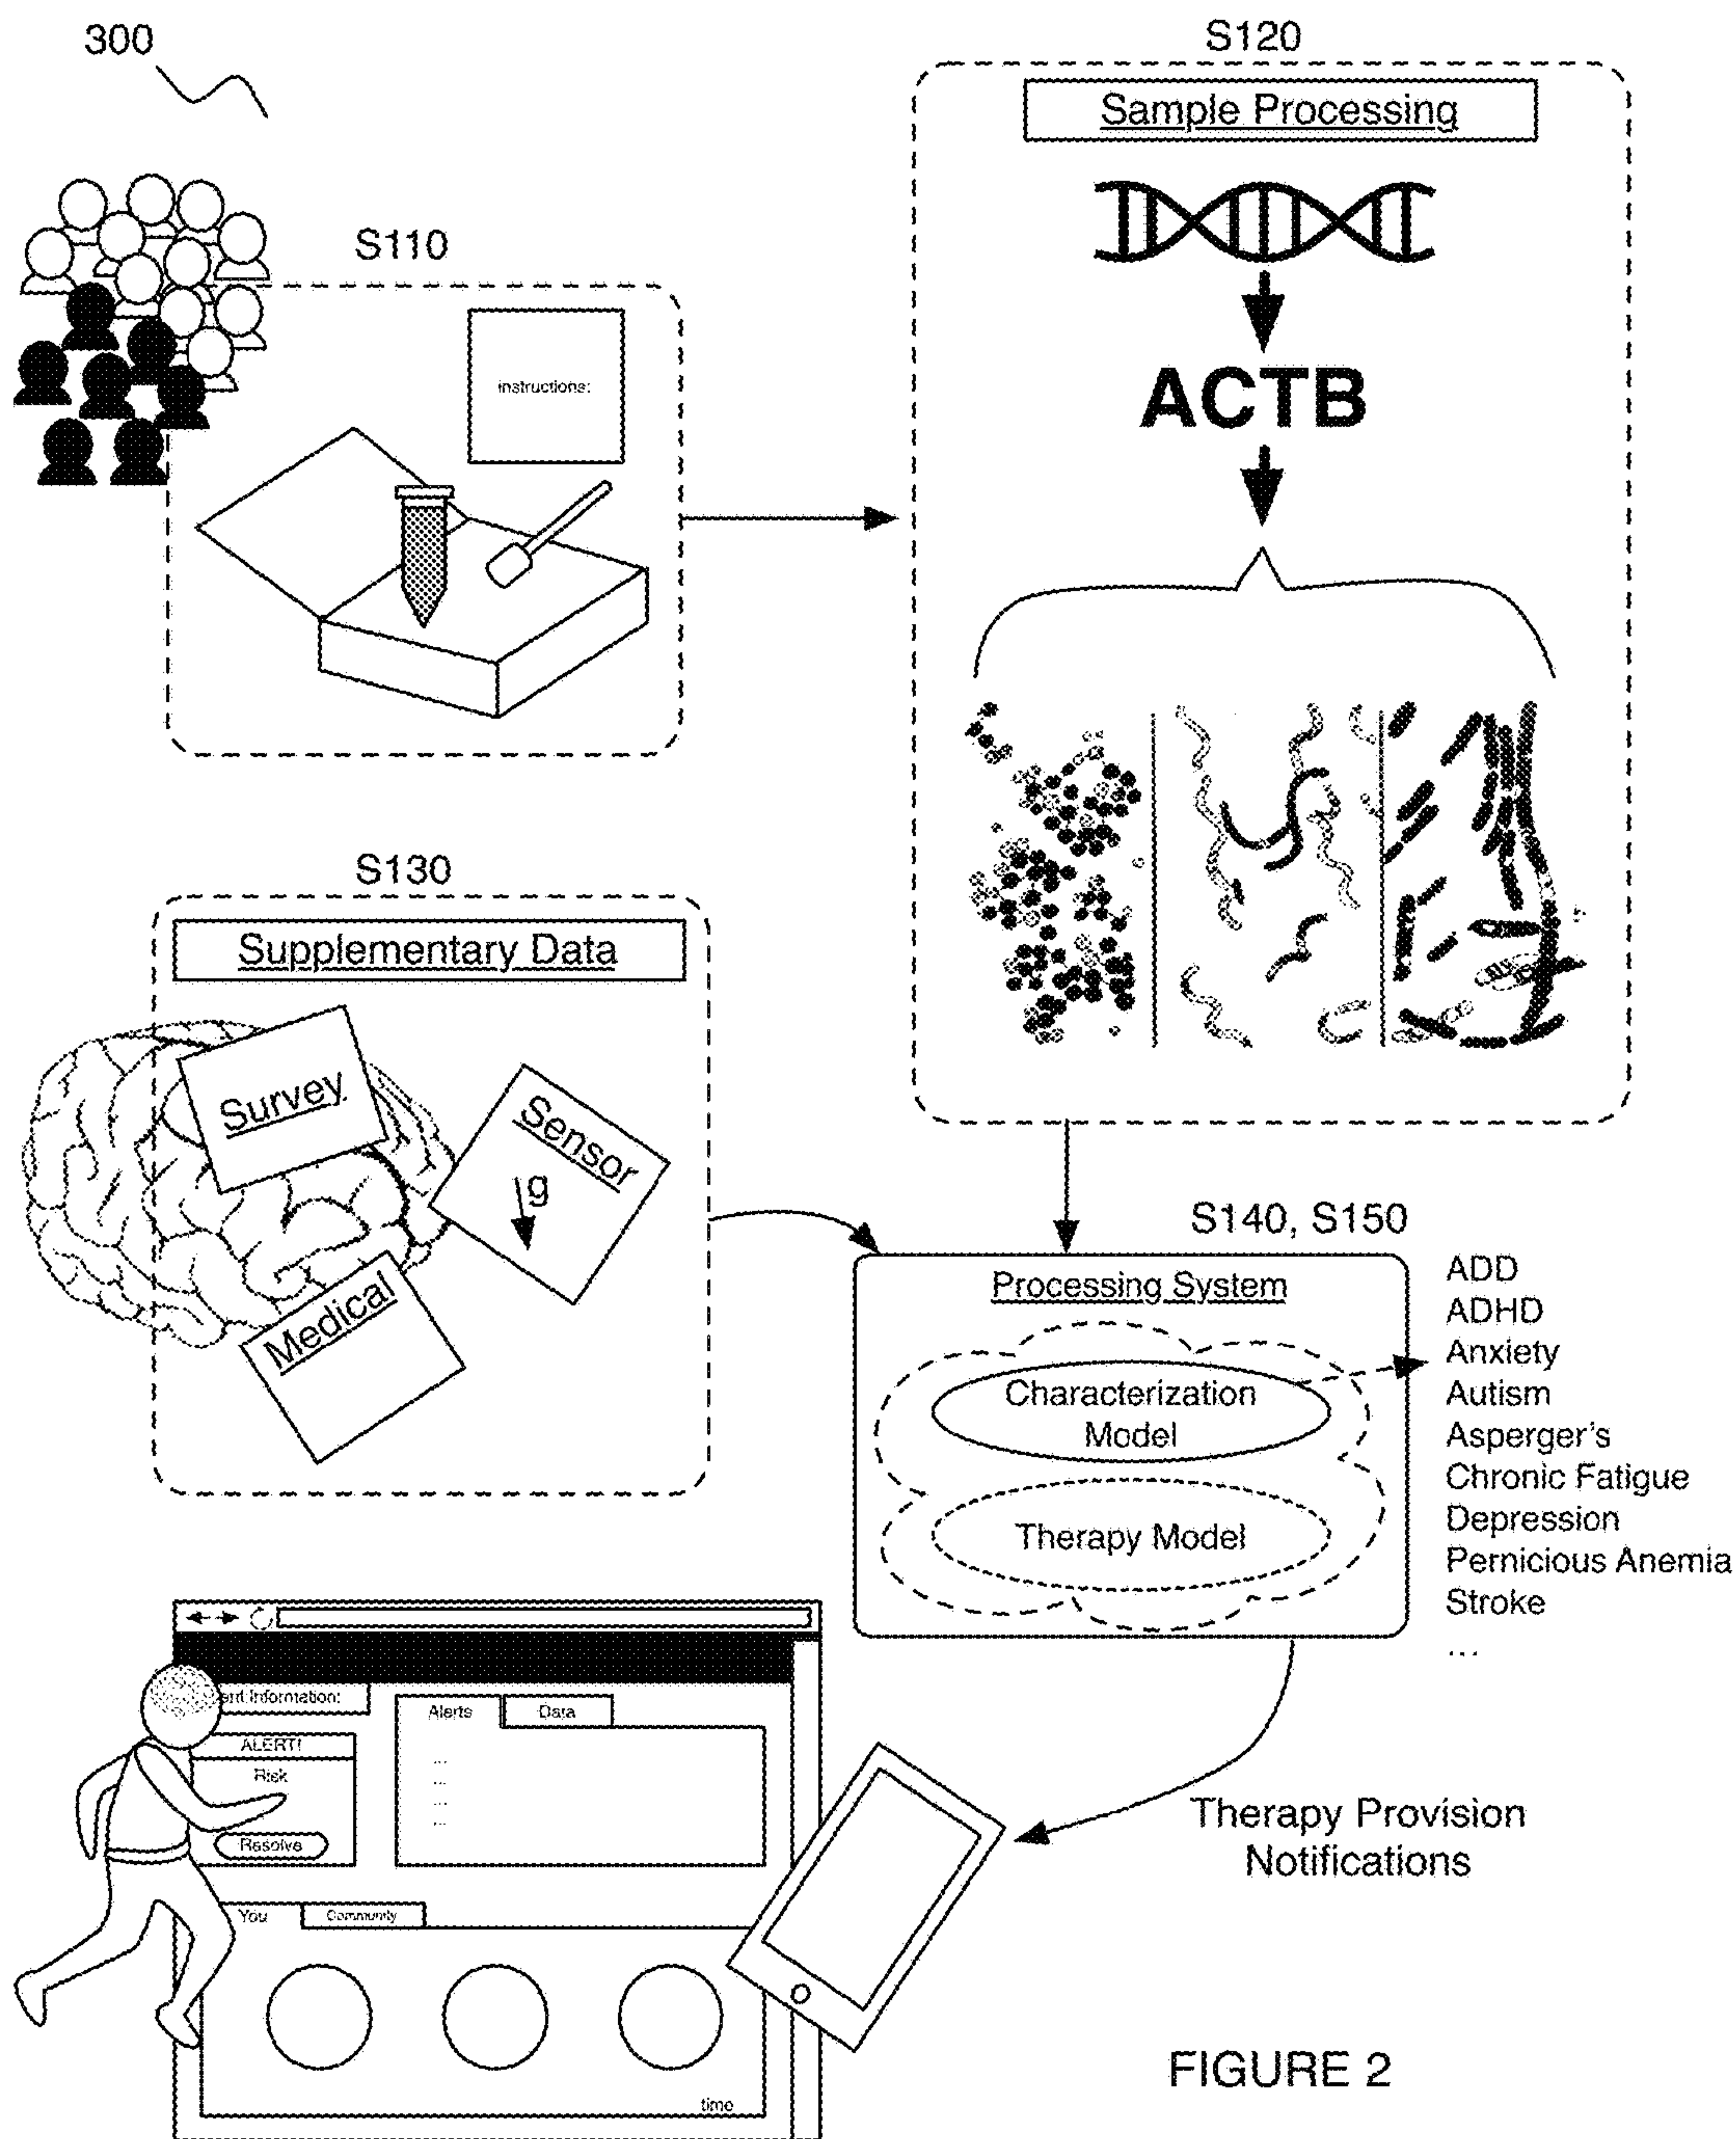 300
S110
instructions:
S120
Sample Processing
ACTB
S130
Supplementary Data
Survey
Sensor
g
Medical
S140, S150
Processing System
Characterization
Model
Therapy Model
ADD
ADHD
Anxiety
Autism
Asperger's
Chronic Fatigue
Depression
Pernicious Anemia
Stroke
...
Therapy Provision
Notifications
ent Information:
ALERT!
Risk
Resolve
Alerts
Data
...
...
...
...
You
Community
time
FIGURE 2